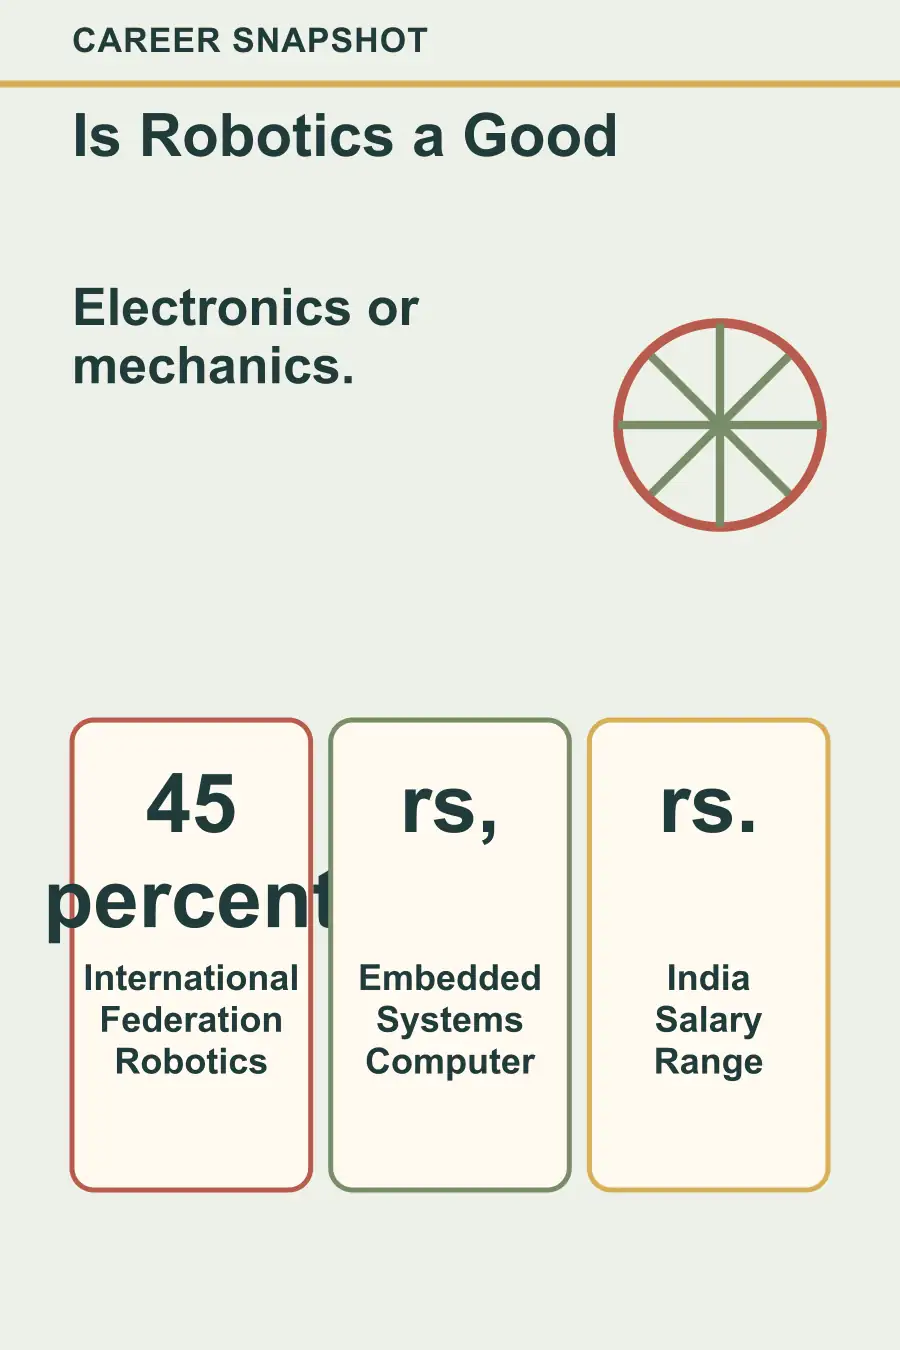 CAREER SNAPSHOT
Is Robotics a Good
Electronics or
mechanics.
45
percent
International
Federation
Robotics
rs,
Embedded
Systems
Computer
rs.
India
Salary
Range